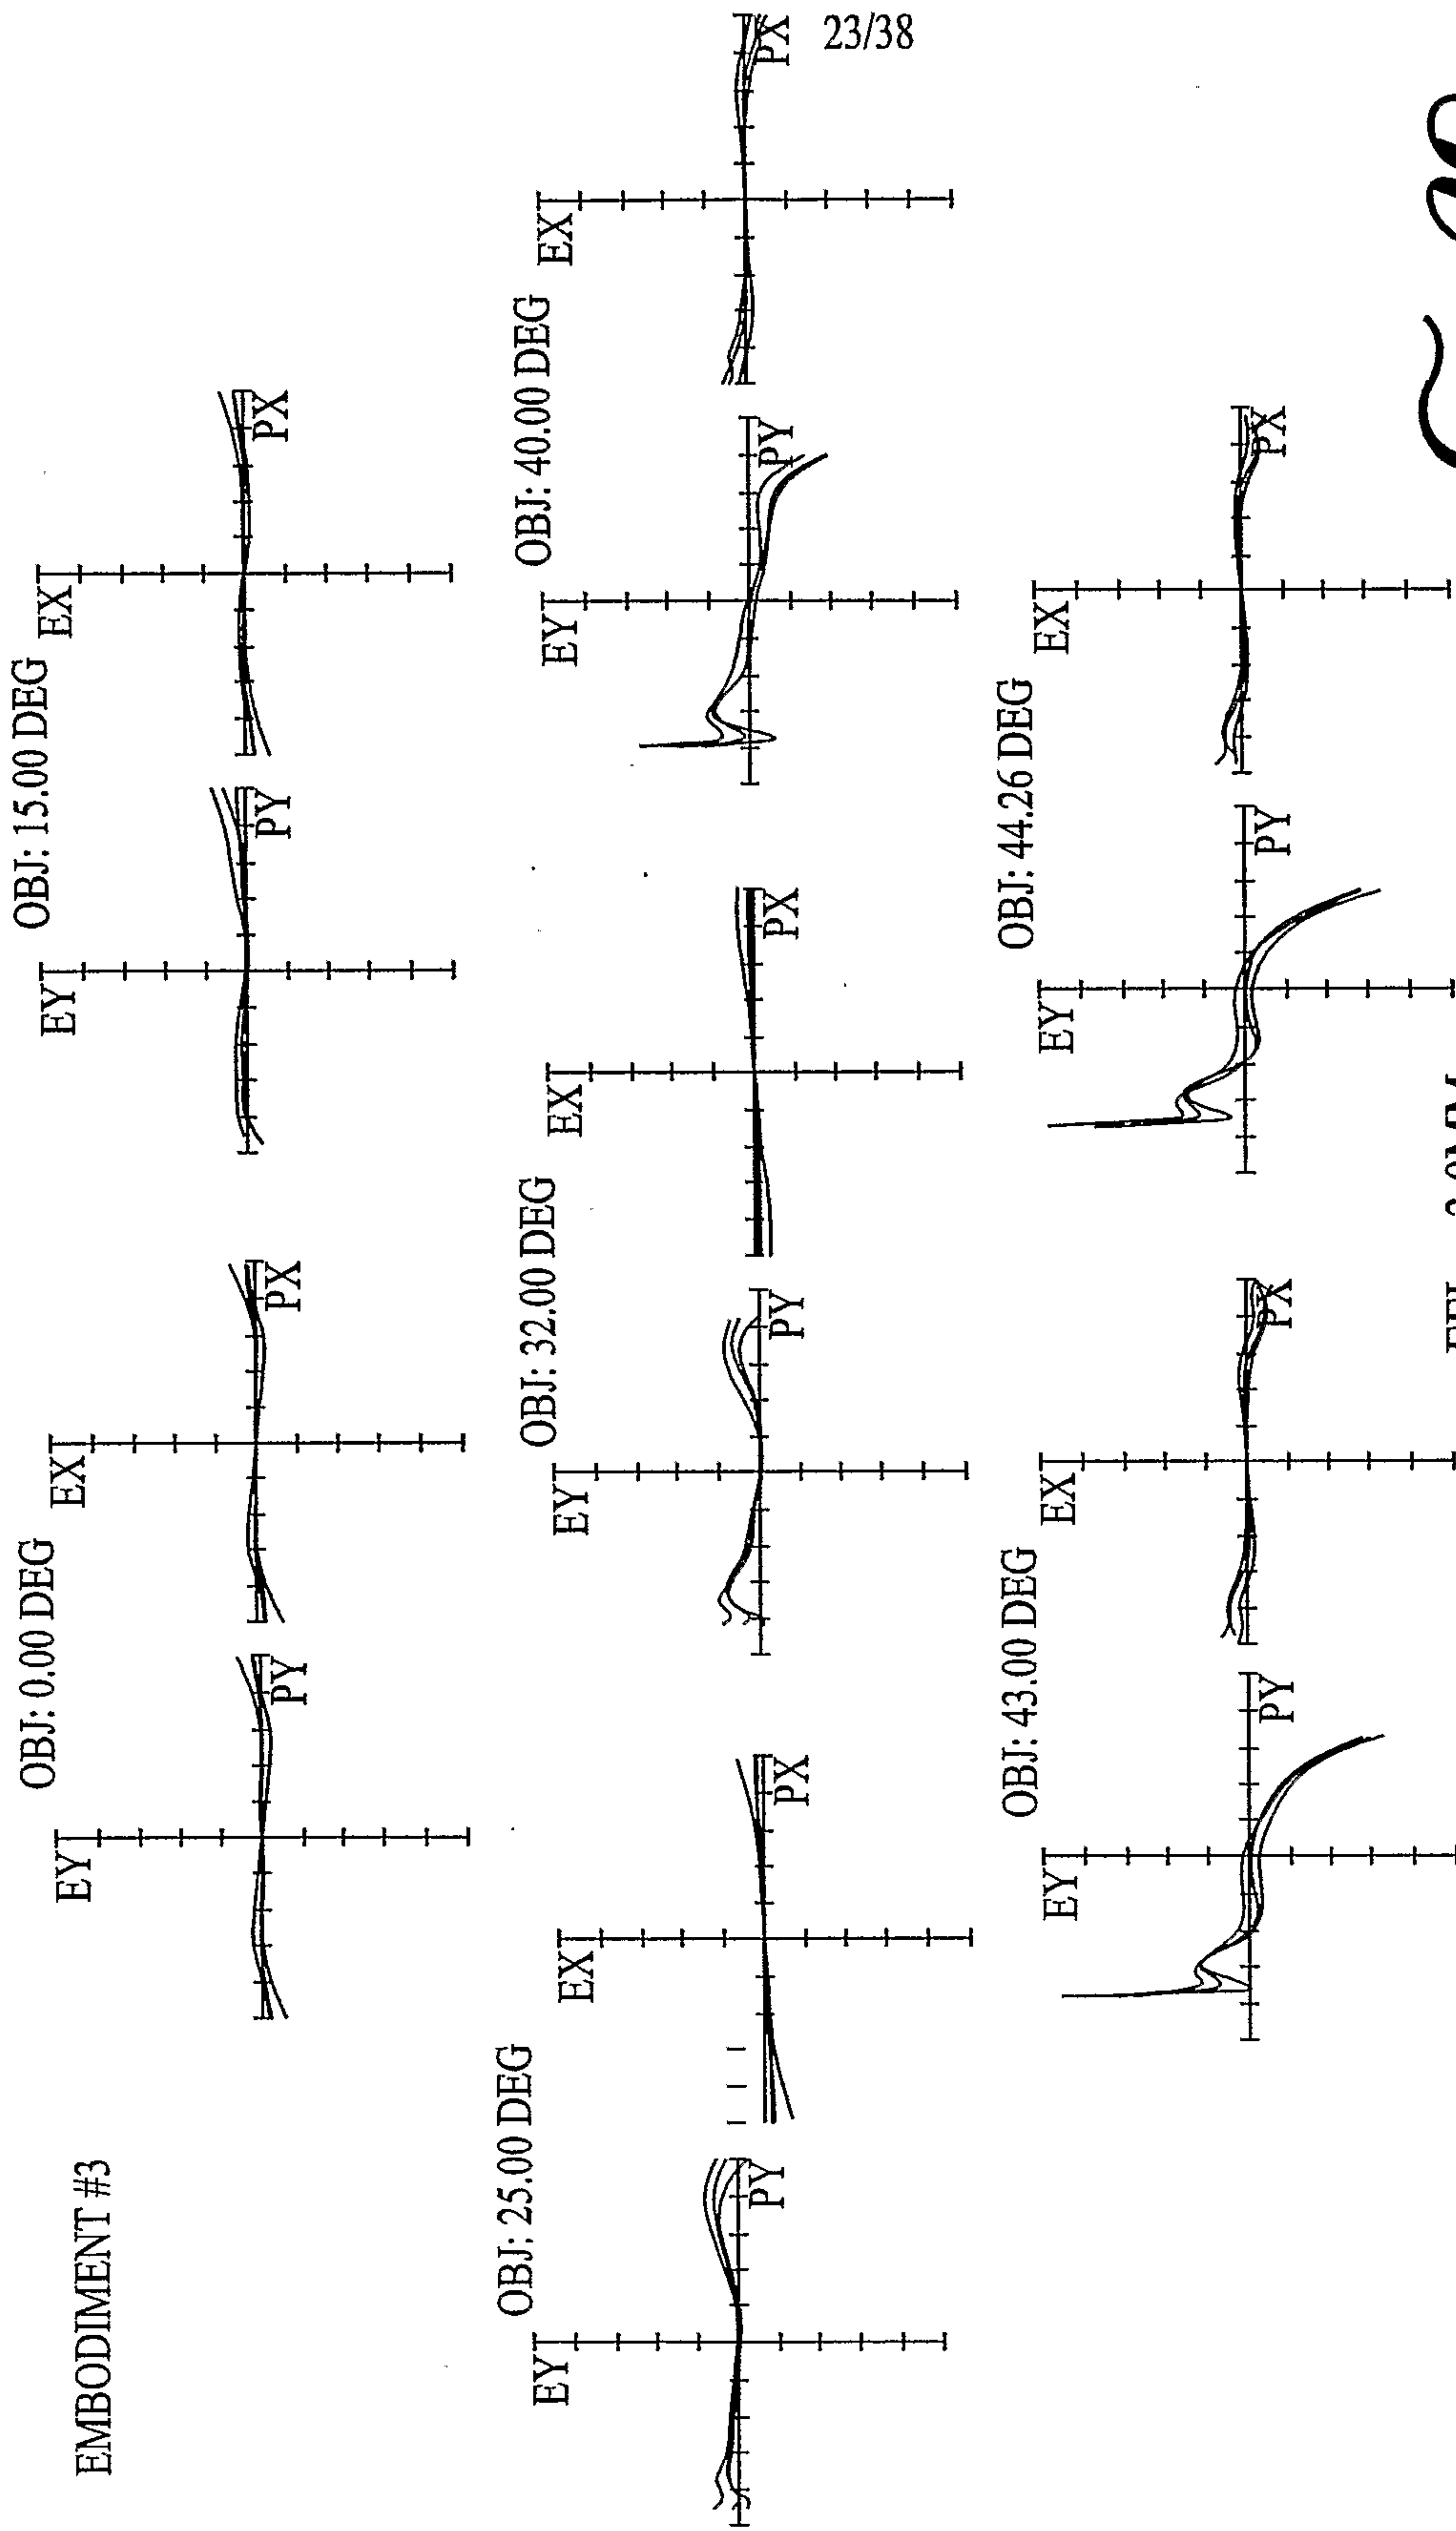 23/38
EMBODIMENT #3
OBJ: 0.00 DEG
EY
PY
EX
PX
OBJ: 15.00 DEG
EY
PY
EX
PX
OBJ: 25.00 DEG
EY
PY
EX
PX
OBJ: 32.00 DEG
EY
PY
EX
PX
OBJ: 40.00 DEG
EY
PY
EX
PX
OBJ: 43.00 DEG
EY
PY
EX
PX
OBJ: 44.26 DEG
EY
PY
EX
PX